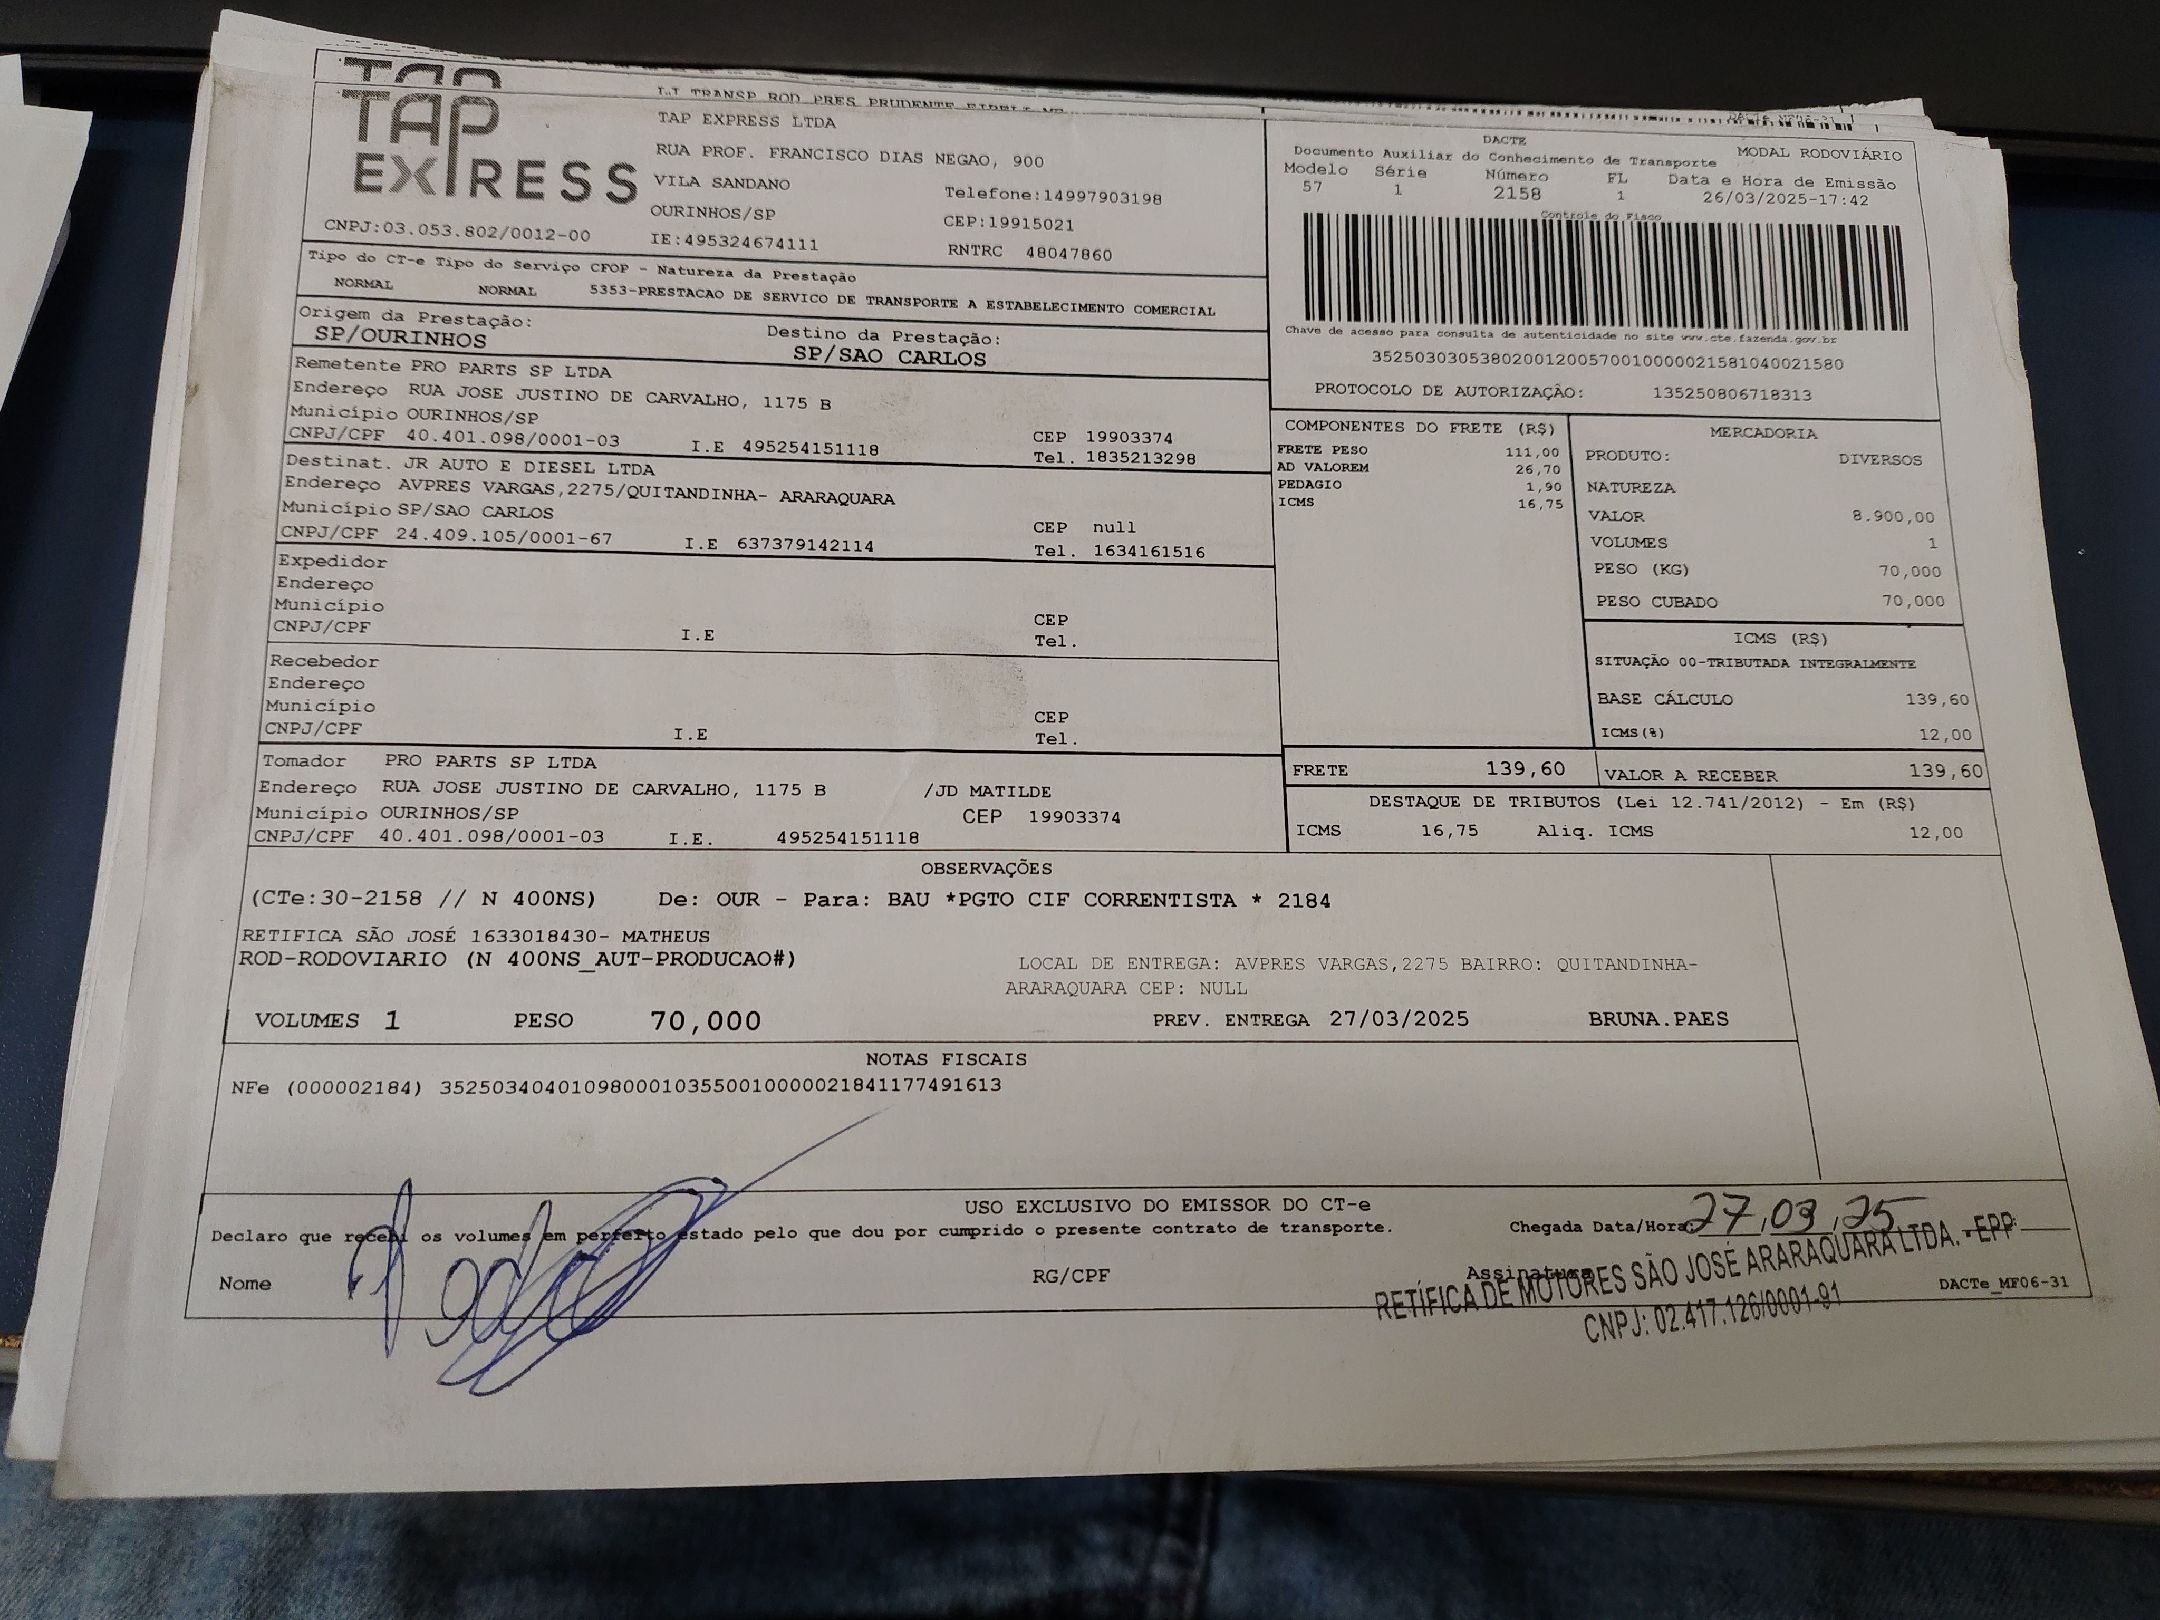 TAP
TAP
EXPRESS
TAP EXPRESS LTDA
RUA PROF. FRANCISCO DIAS NEGAO, 900
VILA SANDANO
Telefone:14997903198
OURINHOS/SP
CEP:19915021
CNPJ:03.053.802/0012-00
IE:495324674111
RNTRC 48047860
DACTE
Documento Auxiliar do Conhecimento de Transporte
MODAL RODOVIÁRIO
Modelo Série Número FL Data e Hora de Emissão
57 1 2158 1 26/03/2025-17:42
Controle do Fisco
Chave de acesso para consulta de autenticidade no site www.cte.fazenda.gov.br
35250303053802001200570010000021581040021580
PROTOCOLO DE AUTORIZAÇÃO: 135250806718313
Tipo do CT-e Tipo do Serviço CFOP - Natureza da Prestação
NORMAL NORMAL 5353-PRESTACAO DE SERVICO DE TRANSPORTE A ESTABELECIMENTO COMERCIAL
Origem da Prestação: Destino da Prestação:
SP/OURINHOS SP/SAO CARLOS
Remetente PRO PARTS SP LTDA
Endereço RUA JOSE JUSTINO DE CARVALHO, 1175 B
Município OURINHOS/SP CEP 19903374
CNPJ/CPF 40.401.098/0001-03 I.E 495254151118 Tel. 1835213298
Destinat. JR AUTO E DIESEL LTDA
Endereço AVPRES VARGAS,2275/QUITANDINHA- ARARAQUARA
Município SP/SAO CARLOS CEP null
CNPJ/CPF 24.409.105/0001-67 I.E 637379142114 Tel. 1634161516
Expedidor
Endereço
Município CEP
CNPJ/CPF I.E Tel.
Recebedor
Endereço
Município CEP
CNPJ/CPF I.E Tel.
Tomador PRO PARTS SP LTDA
Endereço RUA JOSE JUSTINO DE CARVALHO, 1175 B /JD MATILDE
Município OURINHOS/SP CEP 19903374
CNPJ/CPF 40.401.098/0001-03 I.E. 495254151118
COMPONENTES DO FRETE (R$)
FRETE PESO 111,00
AD VALOREM 26,70
PEDAGIO 1,90
ICMS 16,75
MERCADORIA
PRODUTO: DIVERSOS
NATUREZA
VALOR 8.900,00
VOLUMES 1
PESO (KG) 70,000
PESO CUBADO 70,000
ICMS (R$)
SITUAÇÃO 00-TRIBUTADA INTEGRALMENTE
BASE CÁLCULO 139,60
ICMS(%) 12,00
FRETE 139,60 VALOR A RECEBER 139,60
DESTAQUE DE TRIBUTOS (Lei 12.741/2012) - Em (R$)
ICMS 16,75 Aliq. ICMS 12,00
OBSERVAÇÕES
(CTe:30-2158 // N 400NS) De: OUR - Para: BAU *PGTO CIF CORRENTISTA * 2184
RETIFICA SÃO JOSÉ 1633018430- MATHEUS
ROD-RODOVIARIO (N 400NS_AUT-PRODUCAO#)
LOCAL DE ENTREGA: AVPRES VARGAS,2275 BAIRRO: QUITANDINHA-
ARARAQUARA CEP: NULL
VOLUMES 1 PESO 70,000 PREV. ENTREGA 27/03/2025 BRUNA.PAES
NOTAS FISCAIS
NFe (000002184) 35250340401098000103550010000021841177491613
USO EXCLUSIVO DO EMISSOR DO CT-e
Declaro que recebi os volumes em perfeito estado pelo que dou por cumprido o presente contrato de transporte.
Chegada Data/Hora: 27,03,25
Nome RG/CPF Assinatura
RETÍFICA DE MOTORES SÃO JOSÉ ARARAQUARA LTDA. - EPP
CNPJ: 02.417.126/0001-91
DACTe_MF06-31